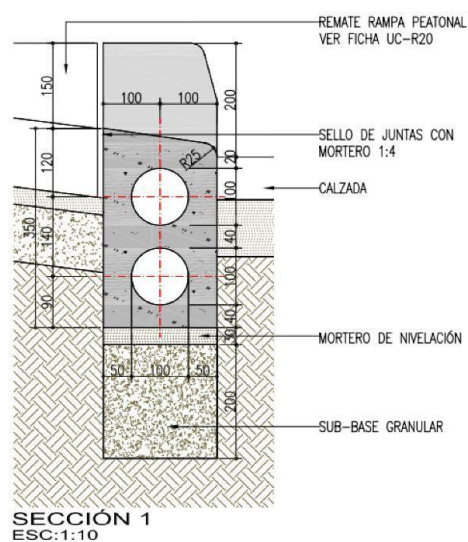 REMATE RAMPA PEATONAL
VER FICHA UC-R20
150
100
100
200
SELLO DE JUNTAS CON
MORTERO 1:4
R25
20
120
100
CALZADA
350
140
40
100
90
40
30
MORTERO DE NIVELACIÓN
50
100
50
200
SUB-BASE GRANULAR
SECCIÓN 1
ESC:1:10